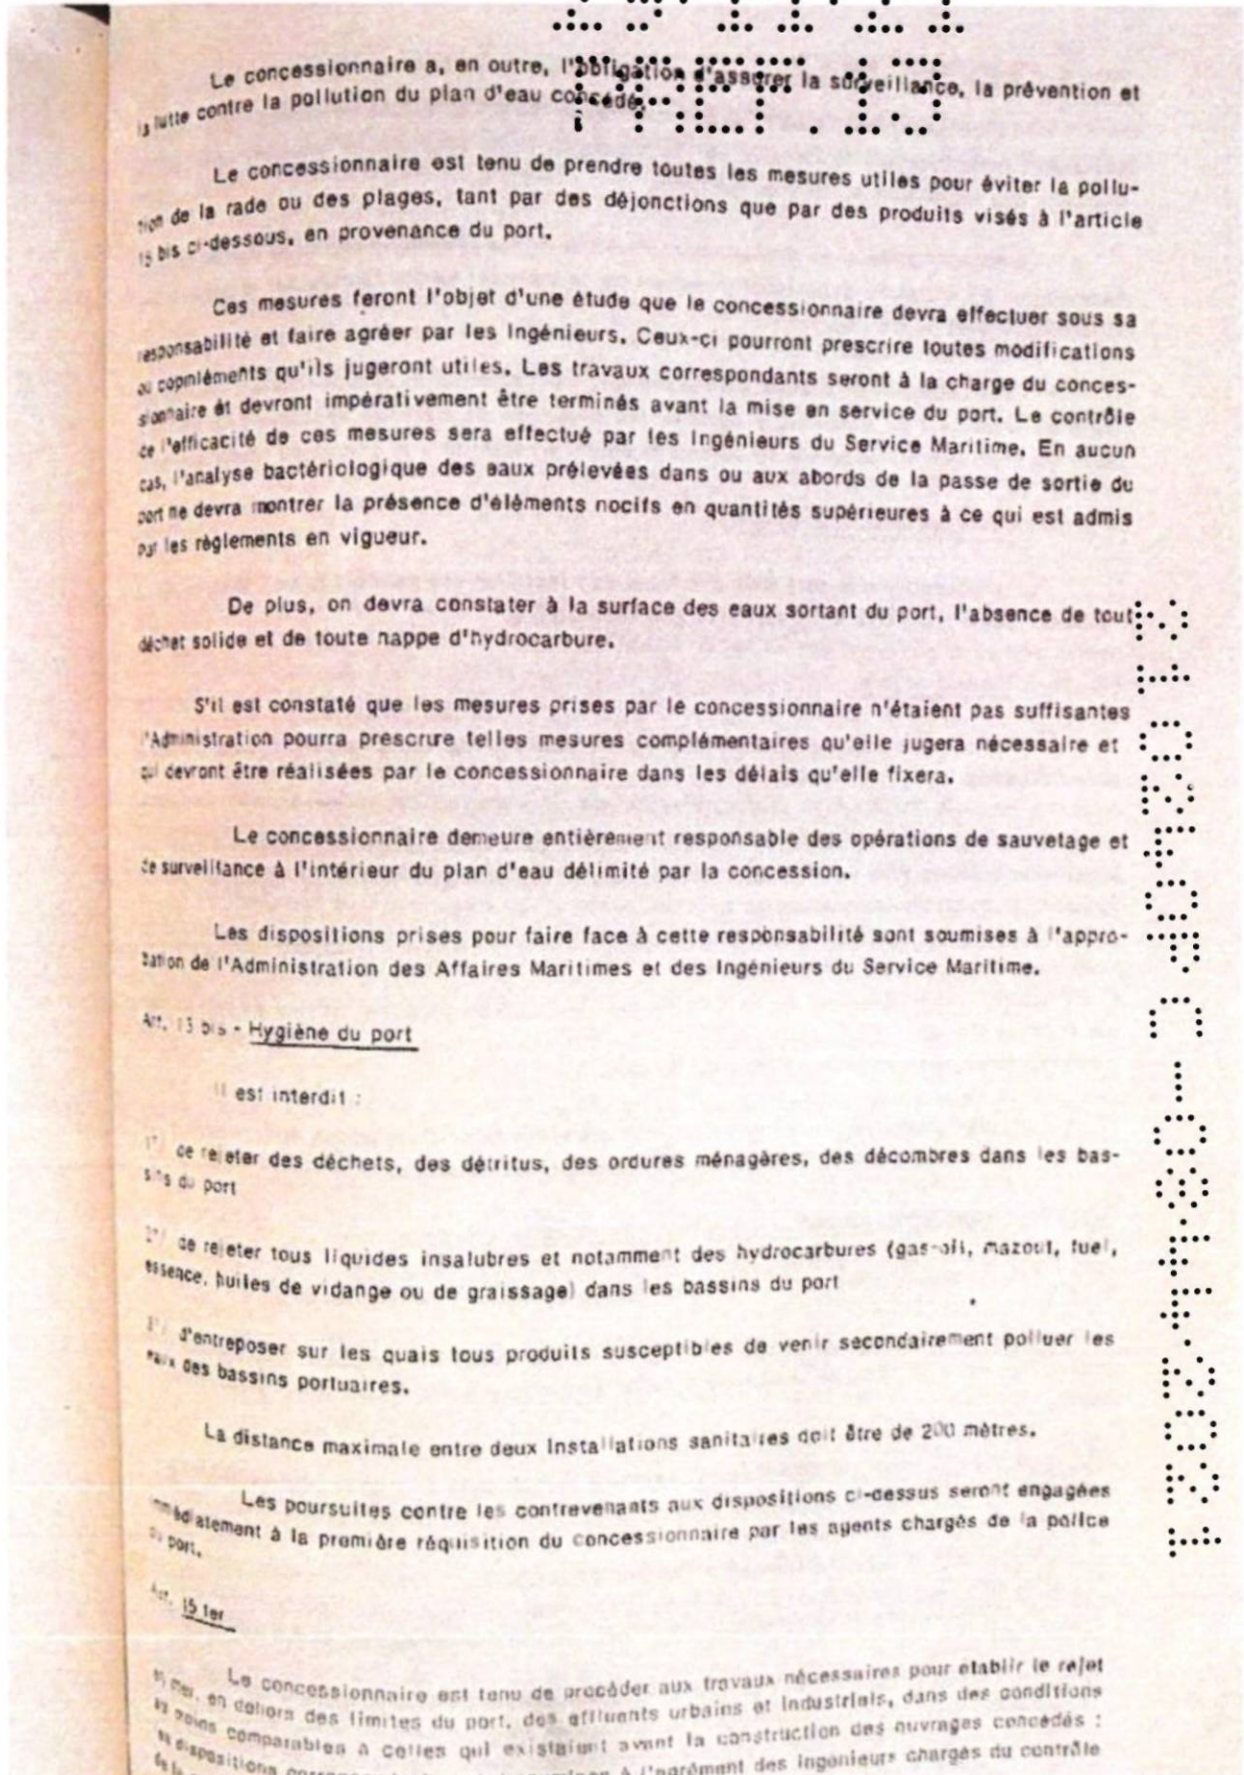 Le concessionnaire a, en outre, l'obligation d'assurer la surveillance, la prévention et
la lutte contre la pollution du plan d'eau concédé.
Le concessionnaire est tenu de prendre toutes les mesures utiles pour éviter la pollu-
tion de la rade ou des plages, tant par des déjonctions que par des produits visés à l'article
15 bis ci-dessous, en provenance du port.
Ces mesures feront l'objet d'une étude que le concessionnaire devra effectuer sous sa
responsabilité et faire agréer par les Ingénieurs. Ceux-ci pourront prescrire toutes modifications
ou copmléments qu'ils jugeront utiles. Les travaux correspondants seront à la charge du conces-
sionnaire et devront impérativement être terminés avant la mise en service du port. Le contrôle
de l'efficacité de ces mesures sera effectué par les Ingénieurs du Service Maritime. En aucun
cas, l'analyse bactériologique des eaux prélevées dans ou aux abords de la passe de sortie du
port ne devra montrer la présence d'éléments nocifs en quantités supérieures à ce qui est admis
par les règlements en vigueur.
De plus, on devra constater à la surface des eaux sortant du port, l'absence de tout
déchet solide et de toute nappe d'hydrocarbure.
S'il est constaté que les mesures prises par le concessionnaire n'étaient pas suffisantes
l'Administration pourra prescrire telles mesures complémentaires qu'elle jugera nécessaire et
qui devront être réalisées par le concessionnaire dans les délais qu'elle fixera.
Le concessionnaire demeure entièrement responsable des opérations de sauvetage et
de surveillance à l'intérieur du plan d'eau délimité par la concession.
Les dispositions prises pour faire face à cette responsabilité sont soumises à l'appro-
bation de l'Administration des Affaires Maritimes et des Ingénieurs du Service Maritime.
Art. 15 bis - Hygiène du port
Il est interdit :
1°/ de rejeter des déchets, des détritus, des ordures ménagères, des décombres dans les bas-
sins du port
2°/ de rejeter tous liquides insalubres et notamment des hydrocarbures (gas-oil, mazout, fuel,
essence, huiles de vidange ou de graissage) dans les bassins du port
3°/ d'entreposer sur les quais tous produits susceptibles de venir secondairement polluer les
eaux des bassins portuaires.
La distance maximale entre deux Installations sanitaires doit être de 200 mètres.
Les poursuites contre les contrevenants aux dispositions ci-dessus seront engagées
immédiatement à la première réquisition du concessionnaire par les agents chargés de la police
du port.
Art. 15 ter
Le concessionnaire est tenu de procéder aux travaux nécessaires pour établir le rejet
en mer, en dehors des limites du port, des effluents urbains et industriels, dans des conditions
au moins comparables à celles qui existaient avant la construction des ouvrages concédés :
dispositions à l'agrément des Ingénieurs chargés du contrôle